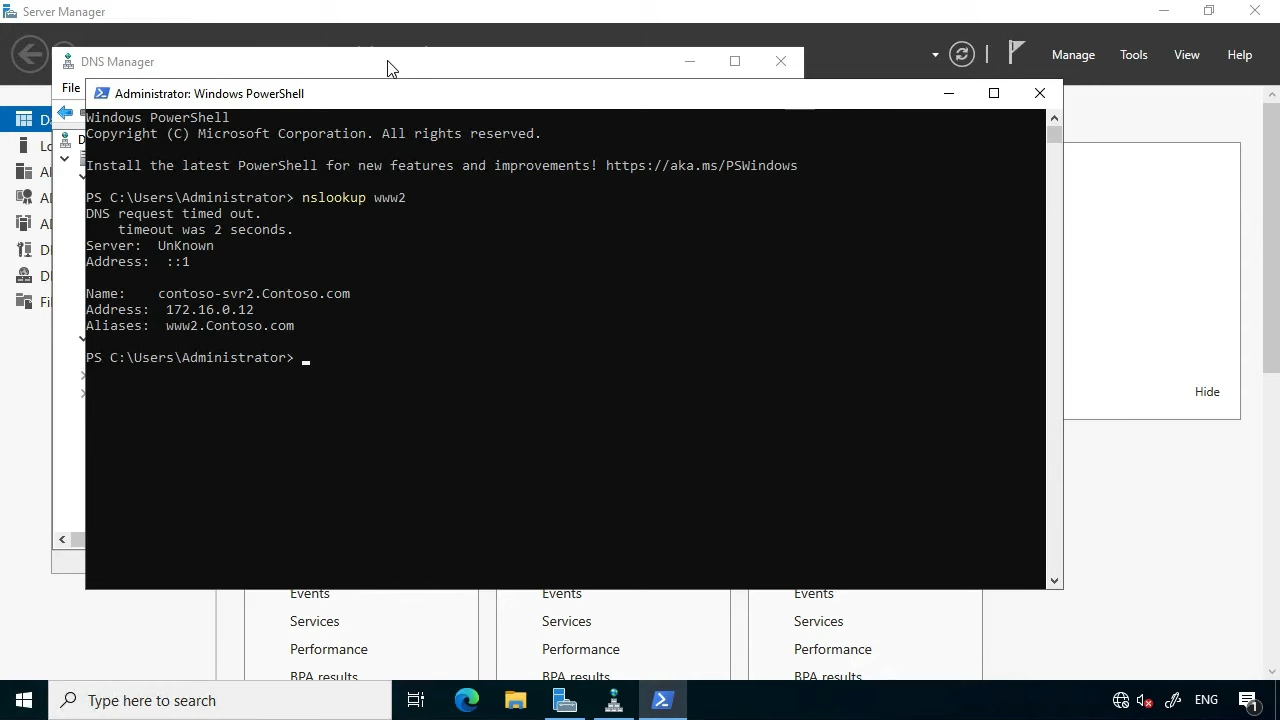 Server Manager
DNS Manager
Manage
Tools
View
Help
File
Administrator: Windows PowerShell
Windows PowerShell
Copyright (C) Microsoft Corporation. All rights reserved.
Install the latest PowerShell for new features and improvements! https://aka.ms/PSWindows
PS C:\Users\Administrator> nslookup www2
DNS request timed out.
timeout was 2 seconds.
Server: UnKnown
Address: ::1
Name: contoso-svr2.Contoso.com
Address: 172.16.0.12
Aliases: www2.Contoso.com
PS C:\Users\Administrator>
Hide
Events
Events
Events
Services
Services
Services
Performance
Performance
Performance
BPA results
BPA results
BPA results
Type here to search
ENG
1